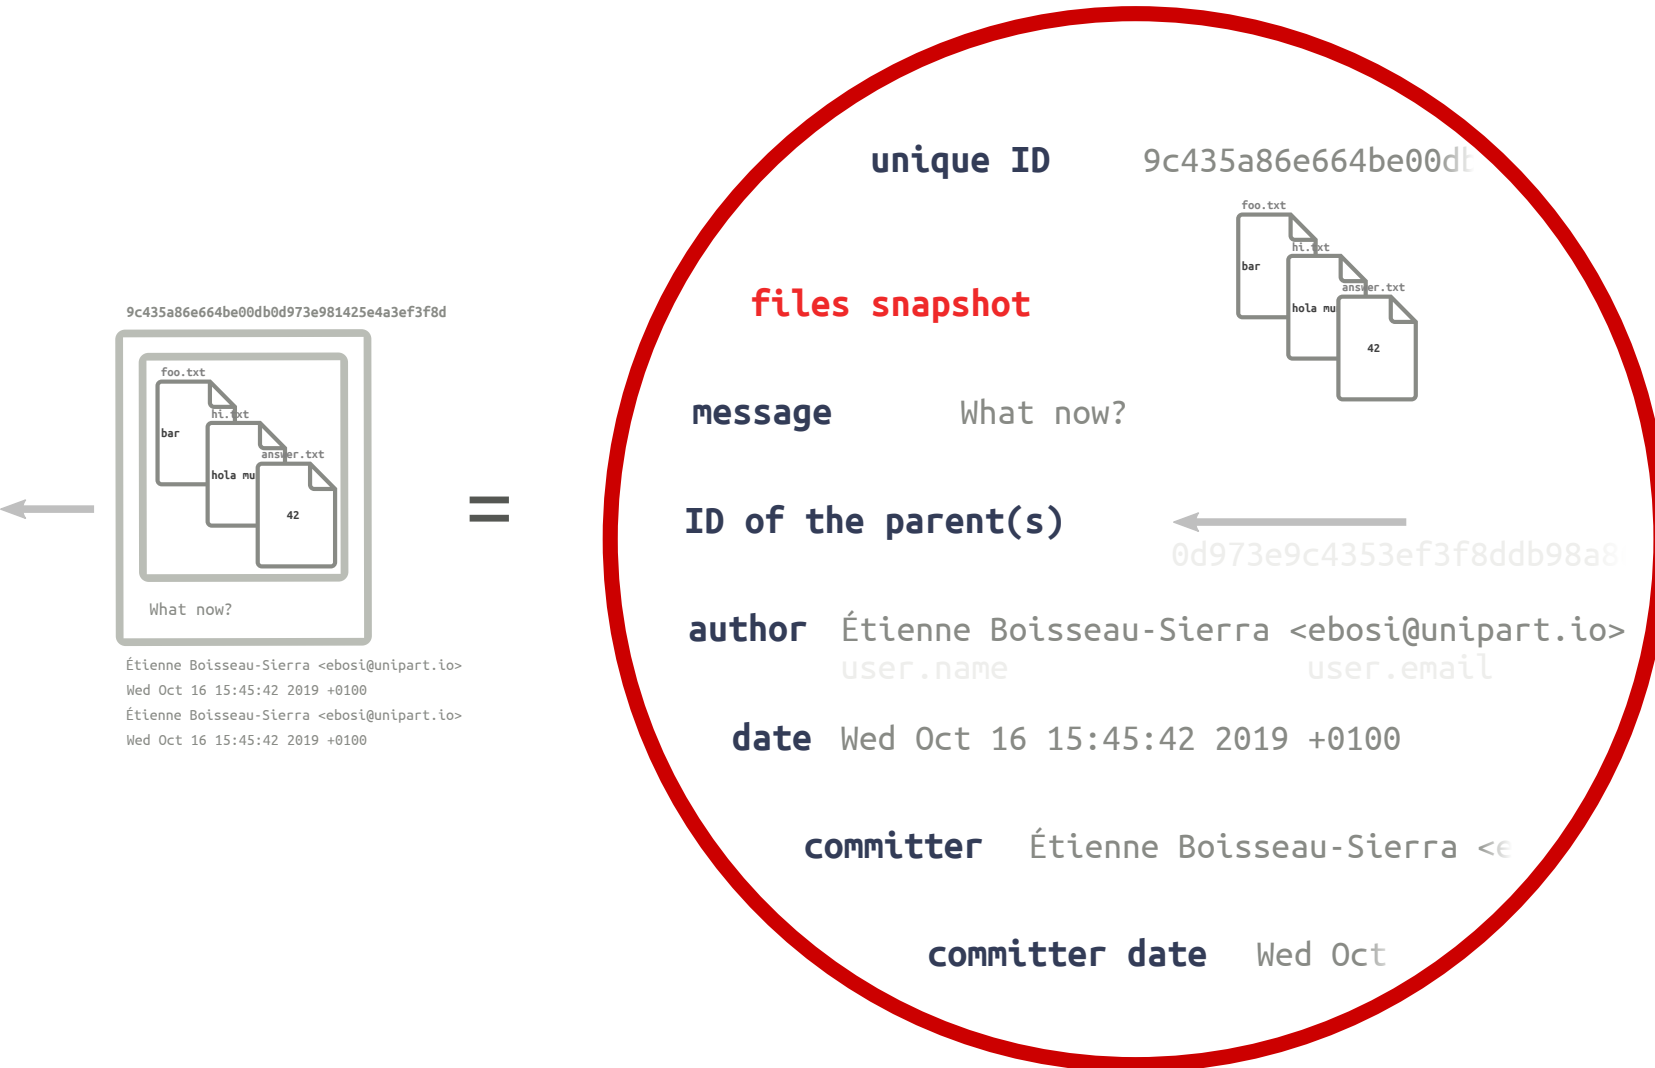 9c435a86e664be00db0d973e981425e4a3ef3f8d
foo.txt
hi.txt
bar
answer.txt
hola mu
42
What now?
Étienne Boisseau-Sierra <ebosi@unipart.io>
Wed Oct 16 15:45:42 2019 +0100
Étienne Boisseau-Sierra <ebosi@unipart.io>
Wed Oct 16 15:45:42 2019 +0100
=
unique ID 9c435a86e664be00db
foo.txt
hi.txt
bar
answer.txt
files snapshot
hola mu
42
message What now?
ID of the parent(s)
0d973e9c4353ef3f8ddb98a8
author Étienne Boisseau-Sierra <ebosi@unipart.io>
user.name user.email
date Wed Oct 16 15:45:42 2019 +0100
committer Étienne Boisseau-Sierra <e
committer date Wed Oct